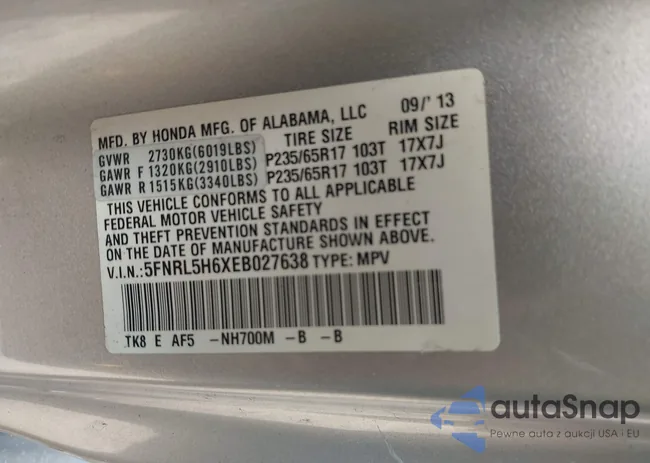 MFD. BY HONDA MFG. OF ALABAMA, LLC 09/' 13
TIRE SIZE RIM SIZE
GVWR 2730KG(6019LBS)
GAWR F 1320KG(2910LBS) P235/65R17 103T 17X7J
GAWR R 1515KG(3340LBS) P235/65R17 103T 17X7J
THIS VEHICLE CONFORMS TO ALL APPLICABLE
FEDERAL MOTOR VEHICLE SAFETY
AND THEFT PREVENTION STANDARDS IN EFFECT
ON THE DATE OF MANUFACTURE SHOWN ABOVE.
V.I.N.:5FNRL5H6XEB027638 TYPE: MPV
TK8 E AF5 -NH700M -B -B
autaSnap
Pewne auta z aukcji USA i EU